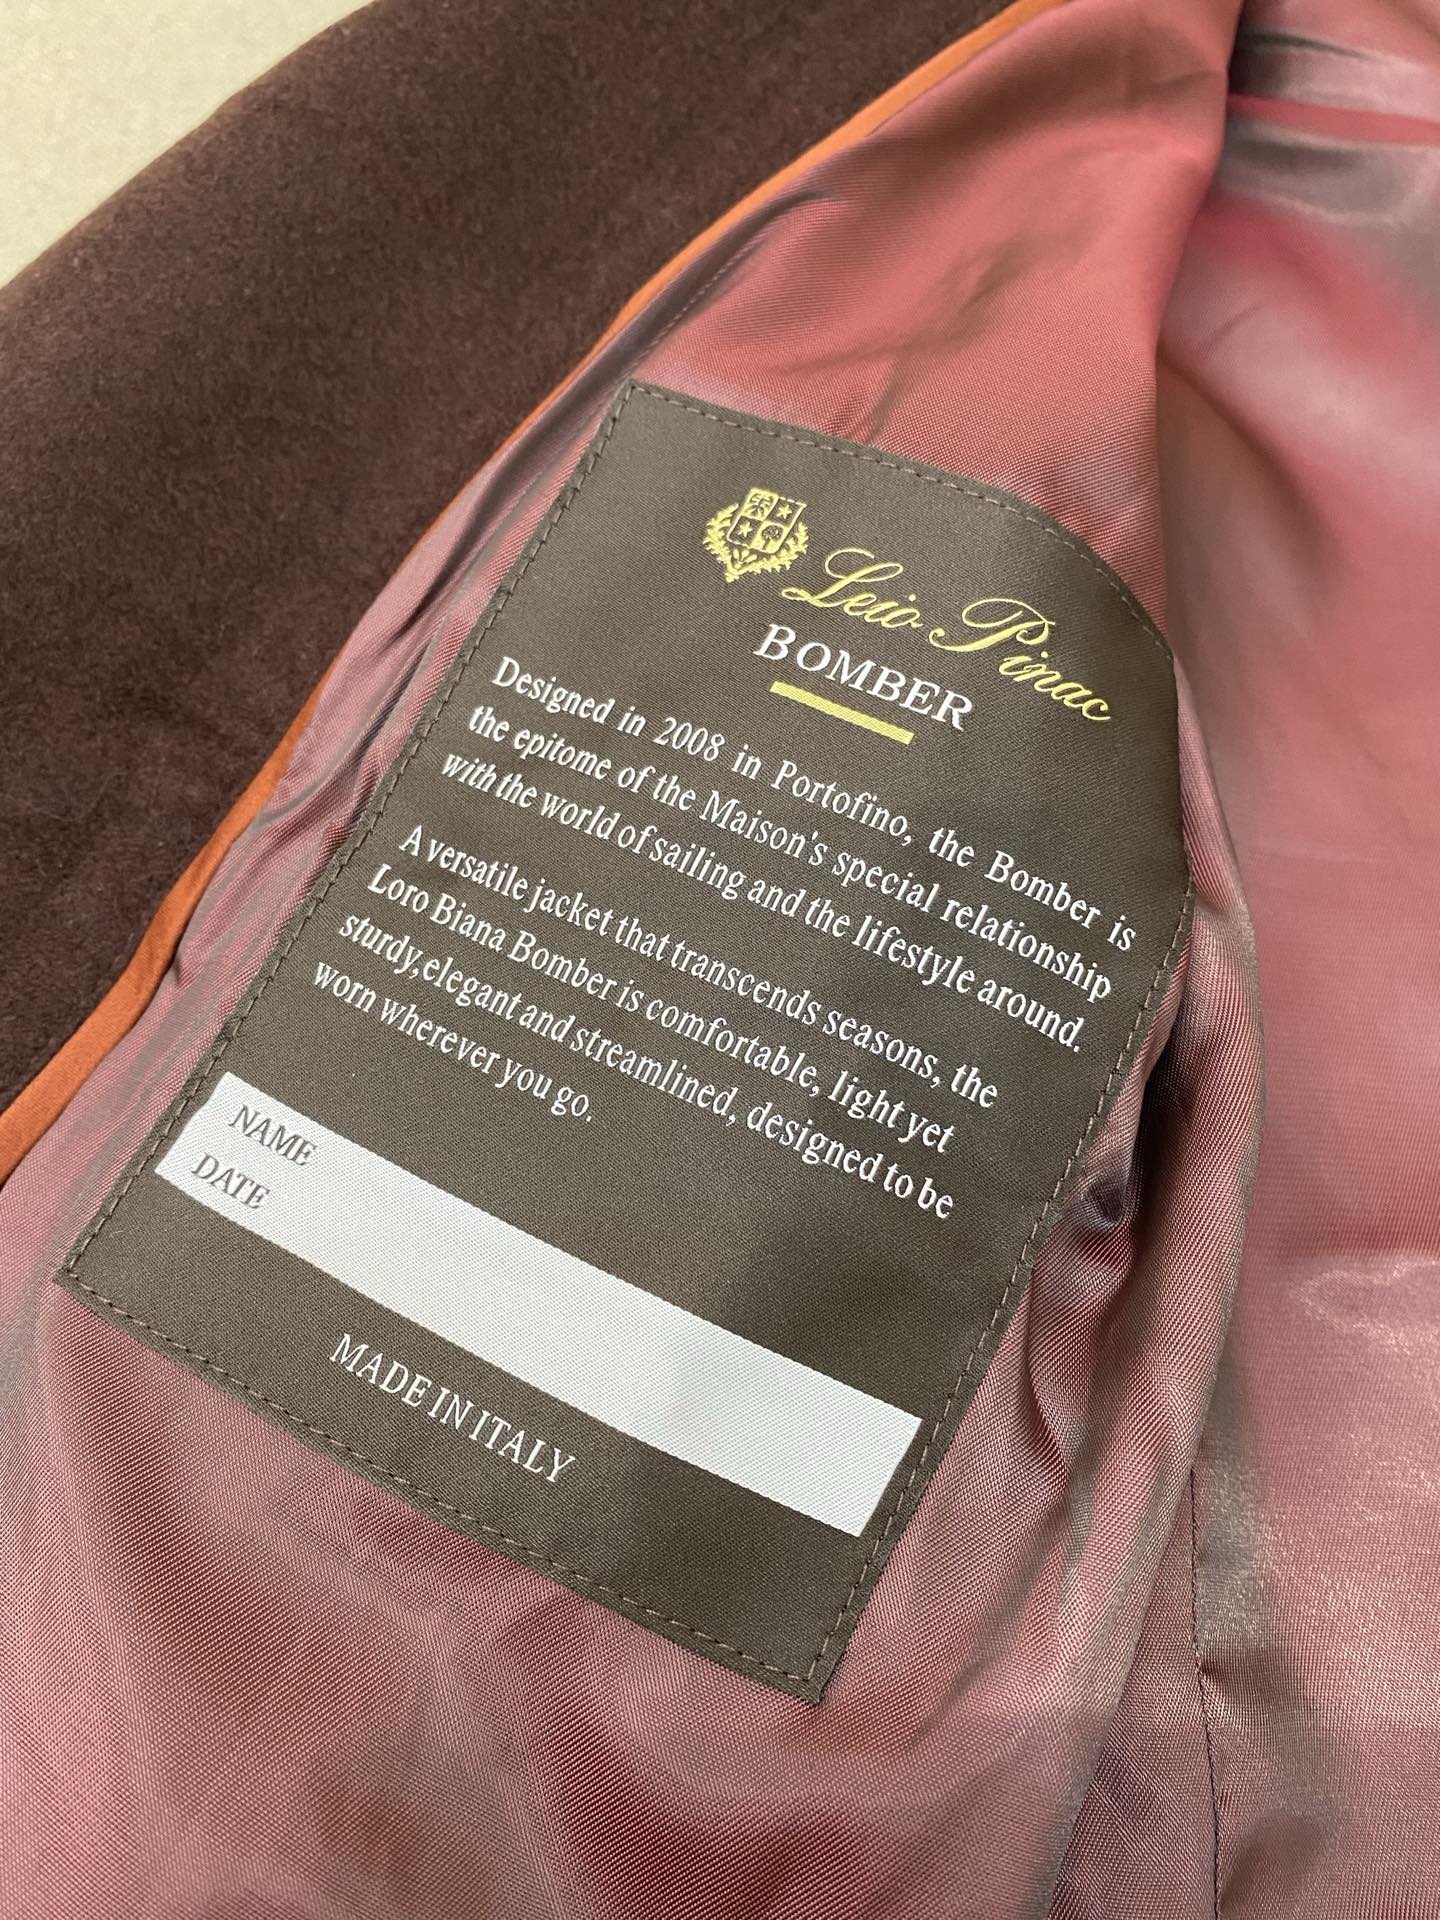 Leio Pinac
BOMBER
Designed in 2008 in Portofino, the Bomber is
the epitome of the Maison's special relationship
with the world of sailing and the lifestyle around.
A versatile jacket that transcends seasons, the
Loro Biana Bomber is comfortable, light yet
sturdy, elegant and streamlined, designed to be
worn wherever you go.
NAME
DATE
MADE IN ITALY